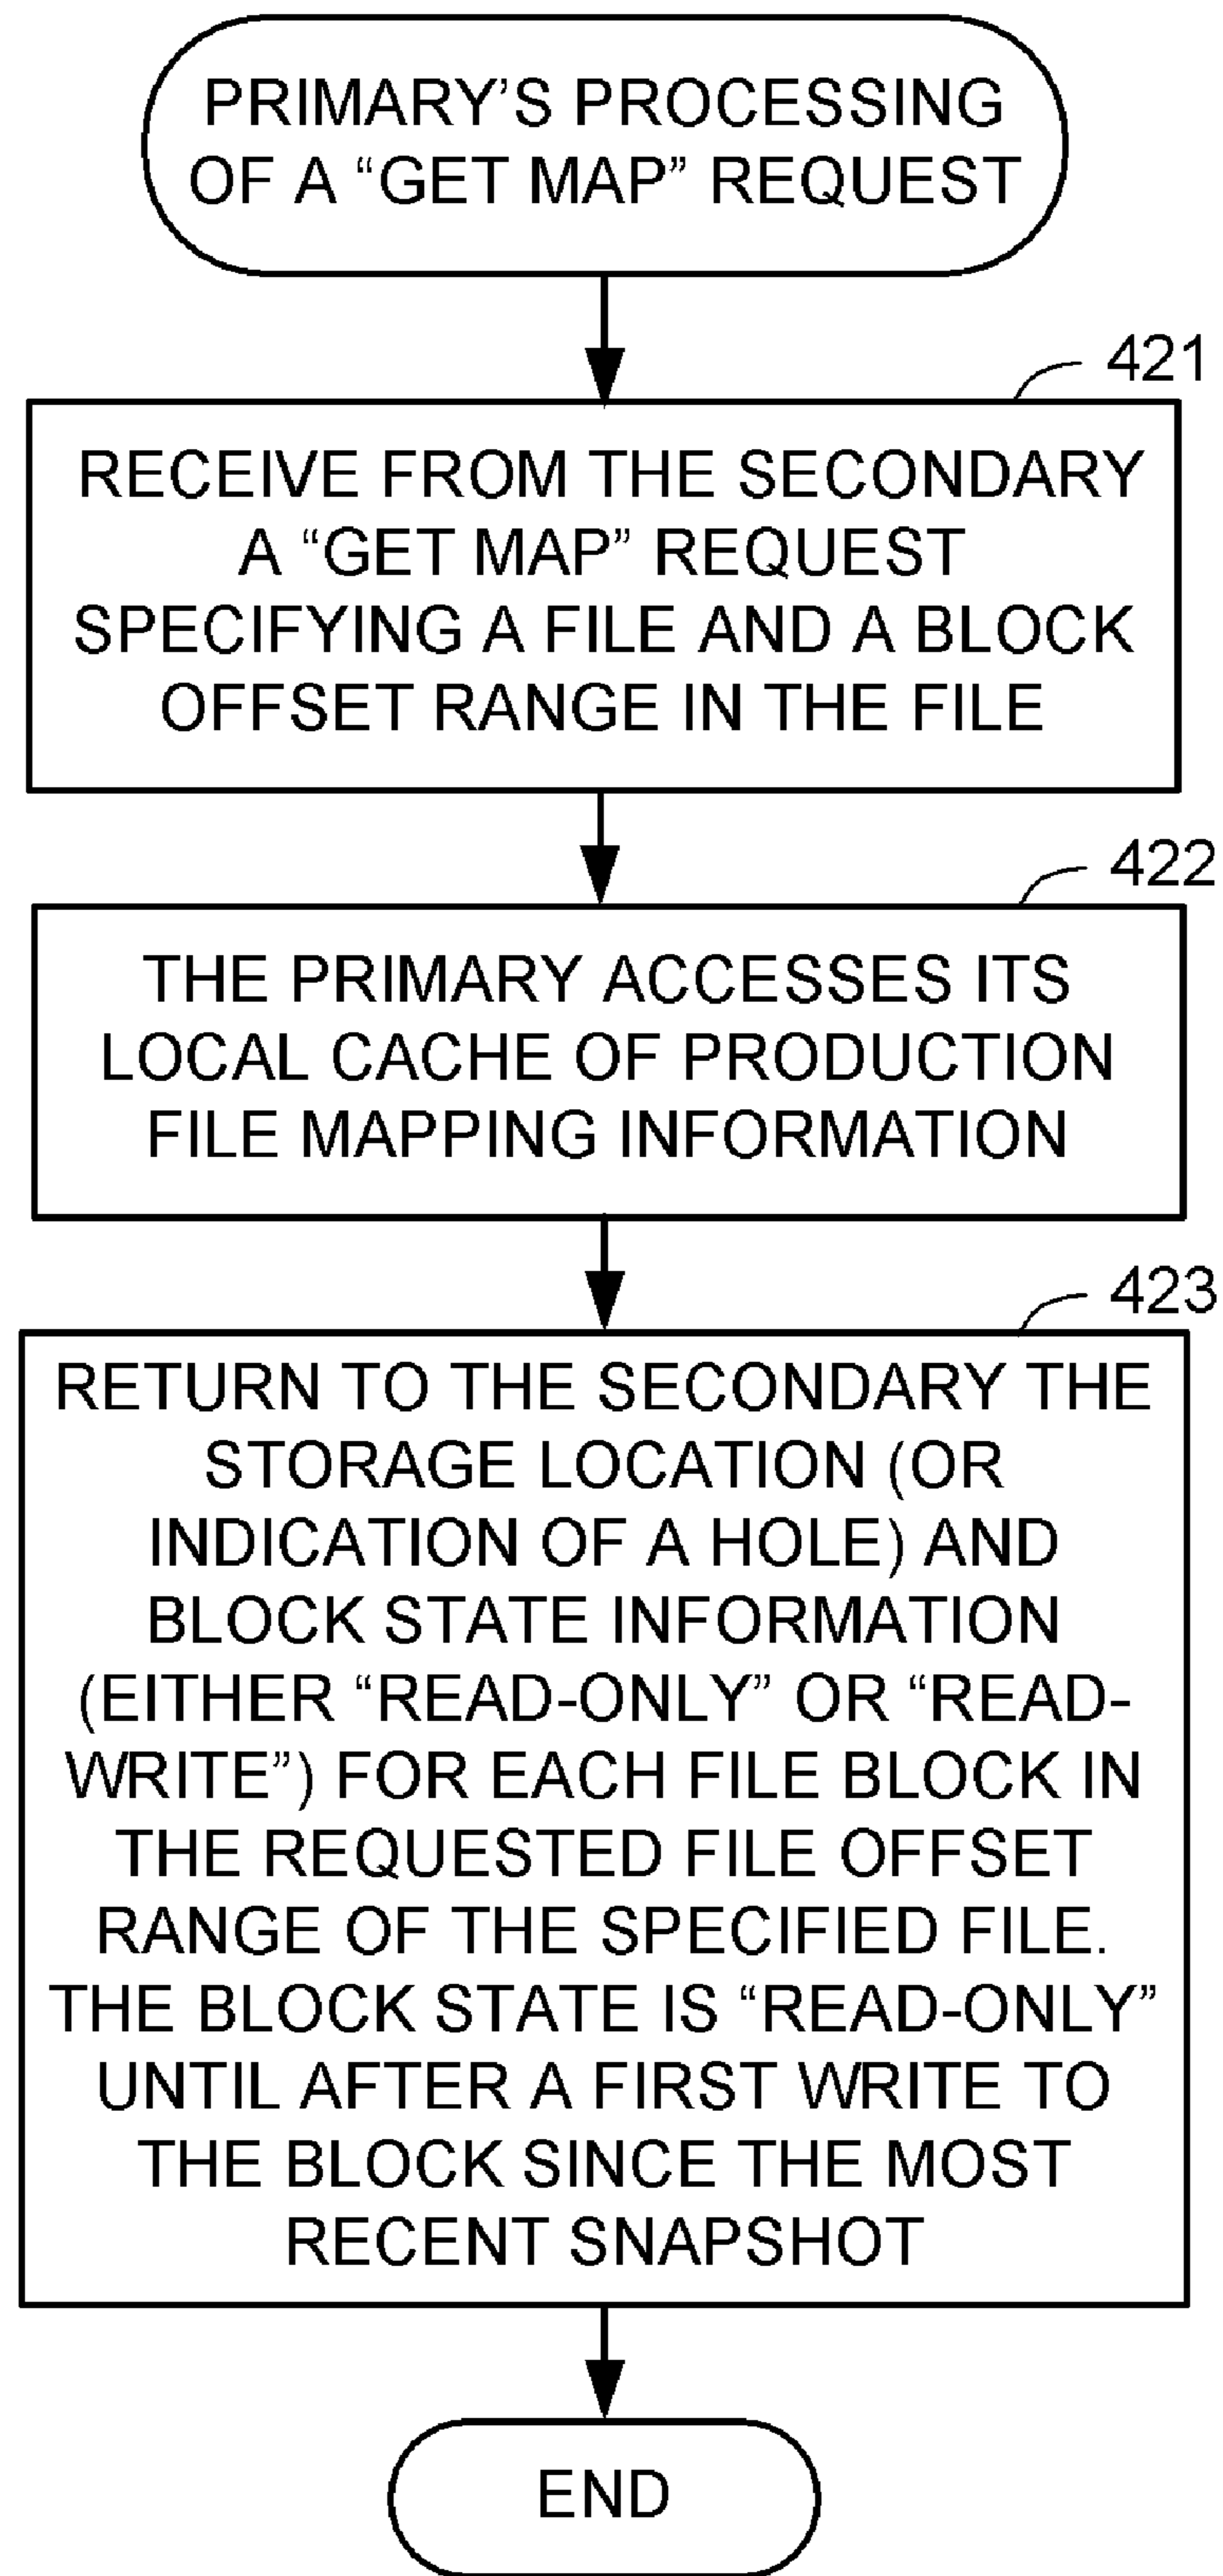 PRIMARY’S PROCESSING
OF A “GET MAP” REQUEST
421
RECEIVE FROM THE SECONDARY
A “GET MAP” REQUEST
SPECIFYING A FILE AND A BLOCK
OFFSET RANGE IN THE FILE
422
THE PRIMARY ACCESSES ITS
LOCAL CACHE OF PRODUCTION
FILE MAPPING INFORMATION
423
RETURN TO THE SECONDARY THE
STORAGE LOCATION (OR
INDICATION OF A HOLE) AND
BLOCK STATE INFORMATION
(EITHER “READ-ONLY” OR “READ-
WRITE”) FOR EACH FILE BLOCK IN
THE REQUESTED FILE OFFSET
RANGE OF THE SPECIFIED FILE.
THE BLOCK STATE IS “READ-ONLY”
UNTIL AFTER A FIRST WRITE TO
THE BLOCK SINCE THE MOST
RECENT SNAPSHOT
END